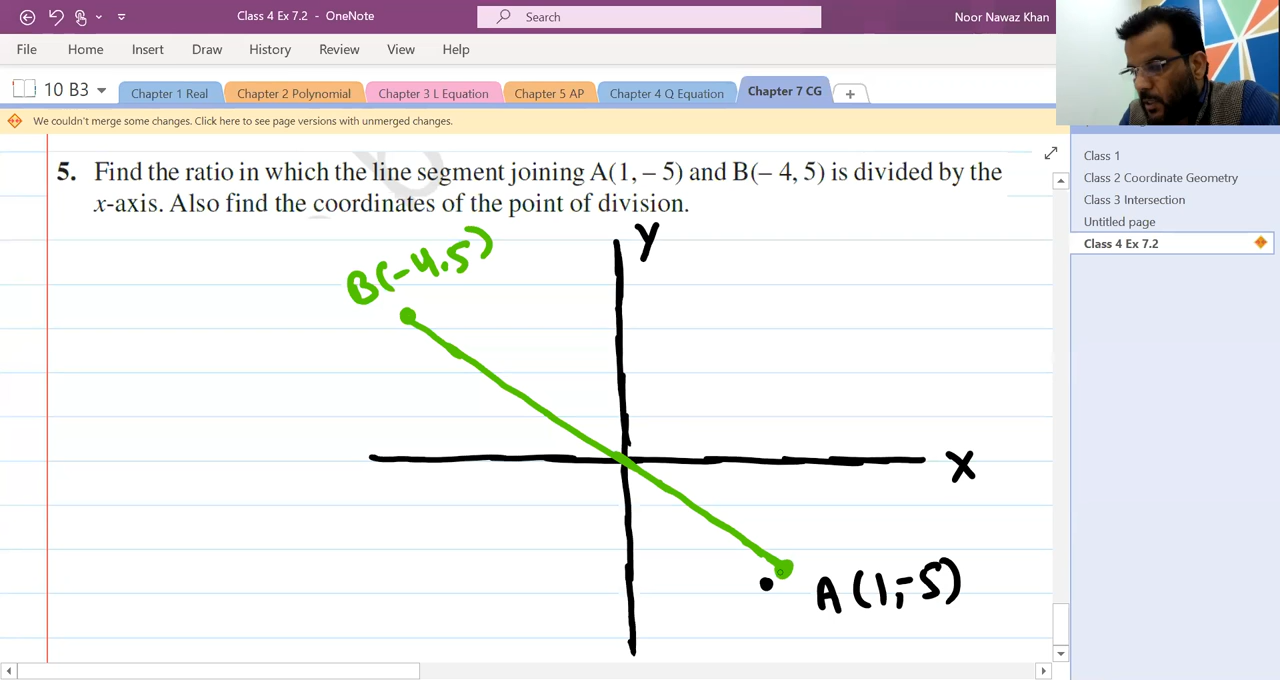 Class 4 Ex 7.2 - OneNote
Search
Noor Nawaz Khan
File Home Insert Draw History Review View Help
10 B3
Chapter 1 Real
Chapter 2 Polynomial
Chapter 3 L Equation
Chapter 5 AP
Chapter 4 Q Equation
Chapter 7 CG
We couldn't merge some changes. Click here to see page versions with unmerged changes.
Class 1
Class 2 Coordinate Geometry
Class 3 Intersection
Untitled page
Class 4 Ex 7.2
5. Find the ratio in which the line segment joining A(1, – 5) and B(– 4, 5) is divided by the
x-axis. Also find the coordinates of the point of division.
Y
B(-4,5)
X
A(1,-5)